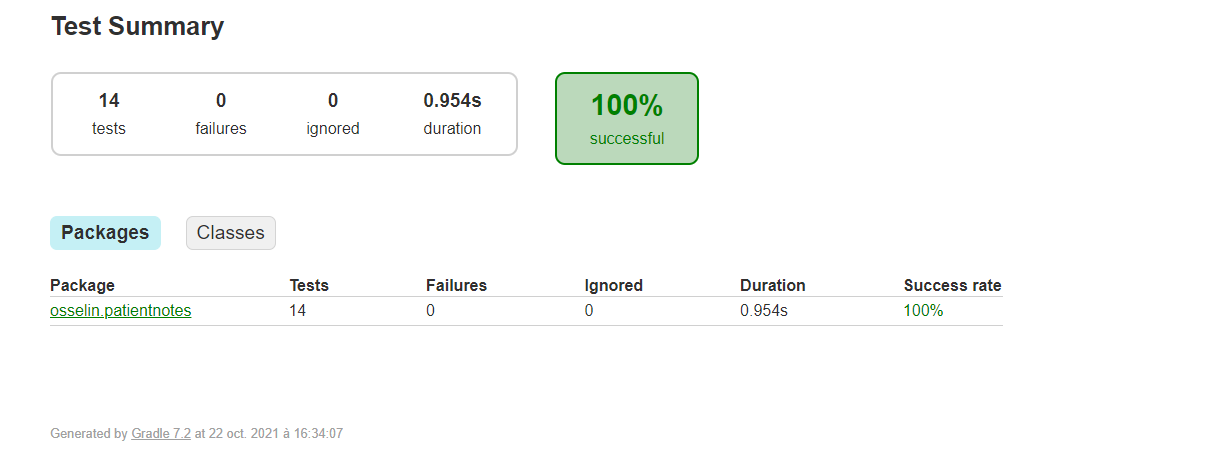 Test Summary
14 0 0 0.954s 100%
tests failures ignored duration successful
Packages Classes
Package Tests Failures Ignored Duration Success rate
osselin.patientnotes 14 0 0 0.954s 100%
Generated by Gradle 7.2 at 22 oct. 2021 à 16:34:07